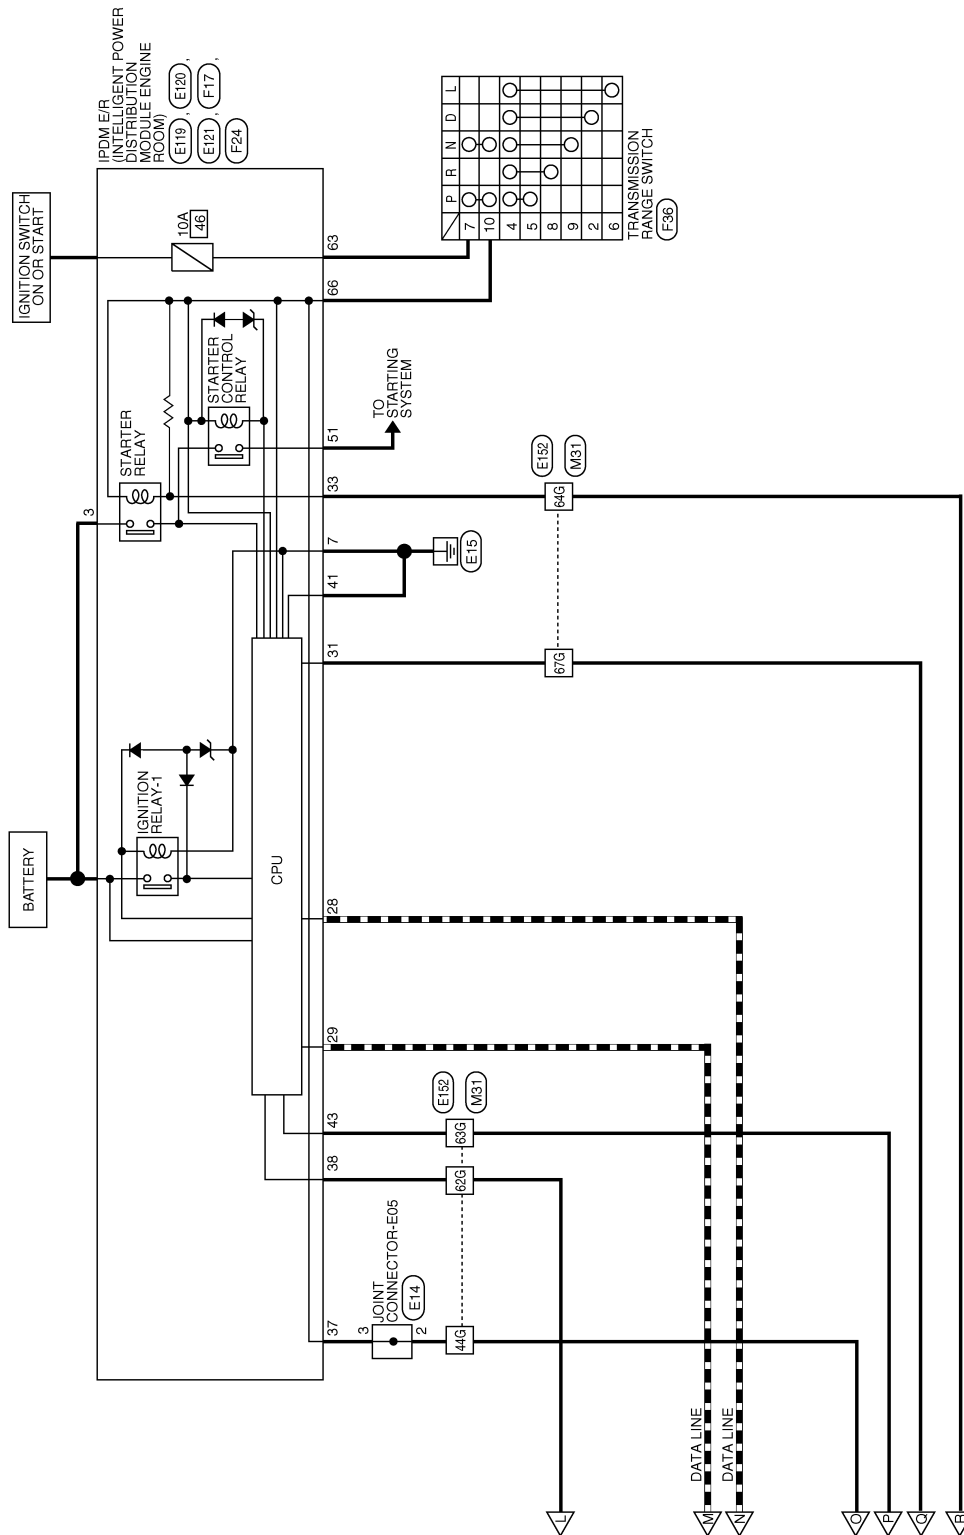 IGNITION SWITCH
ON OR START
IPDM E/R
(INTELLIGENT POWER
DISTRIBUTION
MODULE ENGINE
ROOM)
E119 , E120 ,
E121 , F17 ,
F24
10A
46
63
66
STARTER
CONTROL
RELAY
STARTER
RELAY
3
51
TO
STARTING
SYSTEM
33
7
41
31
E15
P R N D L
7
10
4
5
8
9
2
6
TRANSMISSION
RANGE SWITCH
F36
E152
M31
64G
67G
BATTERY
IGNITION
RELAY-1
CPU
28
29
43
38
37
E152
M31
63G
62G
44G
3
JOINT
CONNECTOR-E05
E14
2
DATA LINE
DATA LINE
L
M
N
O
P
Q
R